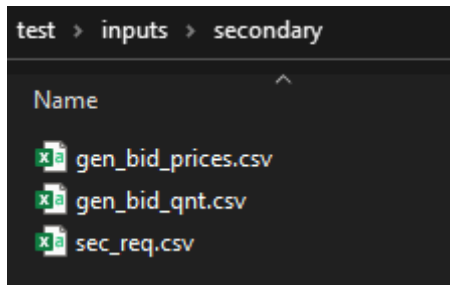 test > inputs > secondary
Name
gen_bid_prices.csv
gen_bid_qnt.csv
sec_req.csv